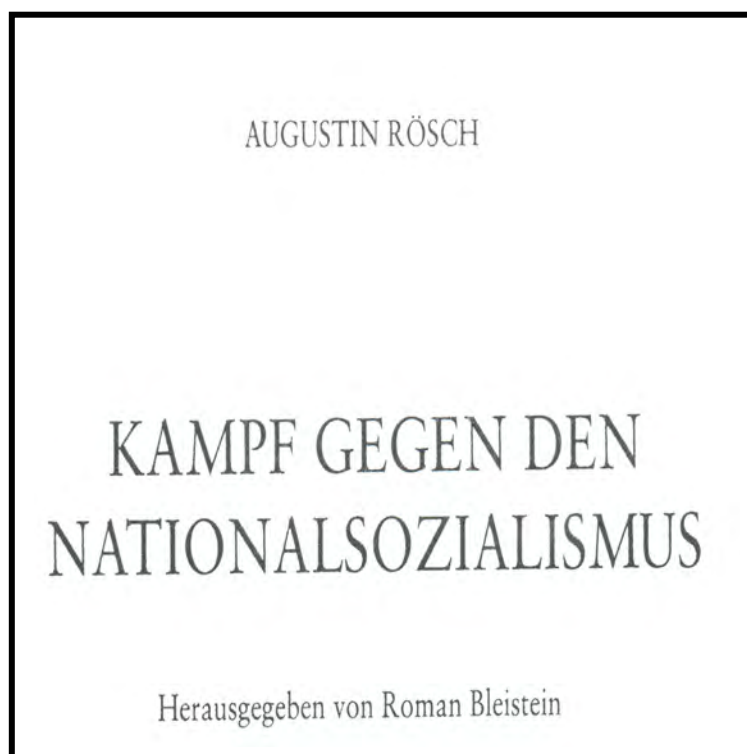 AUGUSTIN RÖSCH
KAMPF GEGEN DEN
NATIONALSOZIALISMUS
Herausgegeben von Roman Bleistein